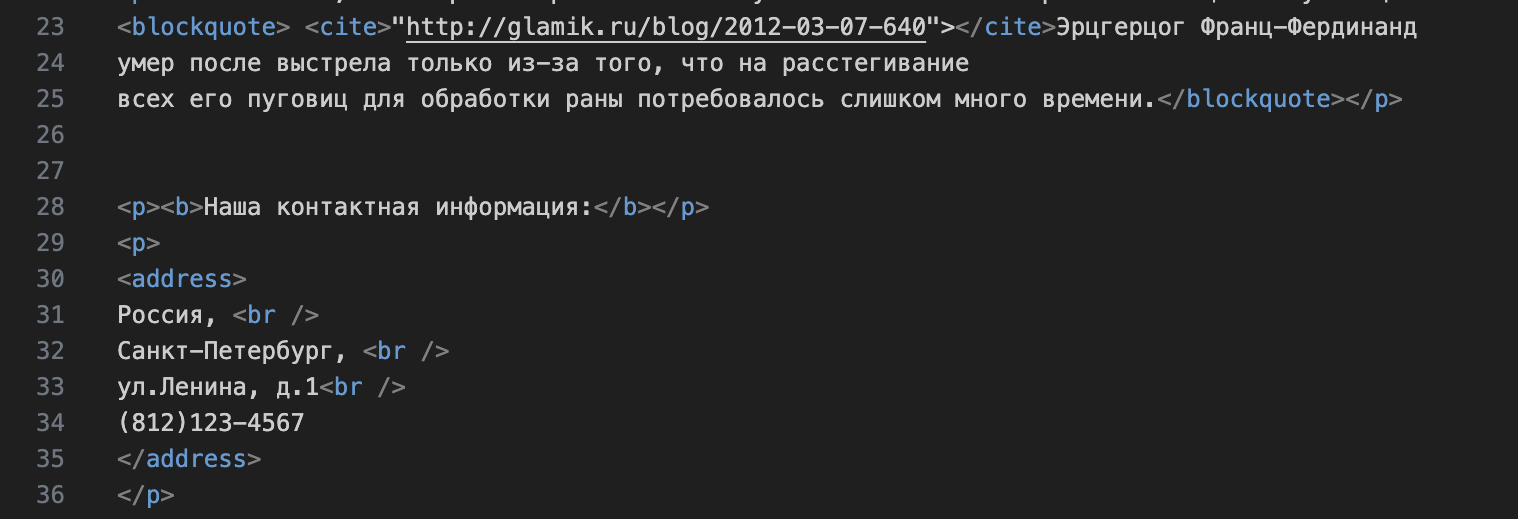 23 <blockquote> <cite>"http://glamik.ru/blog/2012-03-07-640"></cite>Эрцгерцог Франц-Фердинанд
24 умер после выстрела только из-за того, что на расстегивание
25 всех его пуговиц для обработки раны потребовалось слишком много времени.</blockquote></p>
26
27
28 <p><b>Наша контактная информация:</b></p>
29 <p>
30 <address>
31 Россия, <br />
32 Санкт-Петербург, <br />
33 ул.Ленина, д.1<br />
34 (812)123-4567
35 </address>
36 </p>